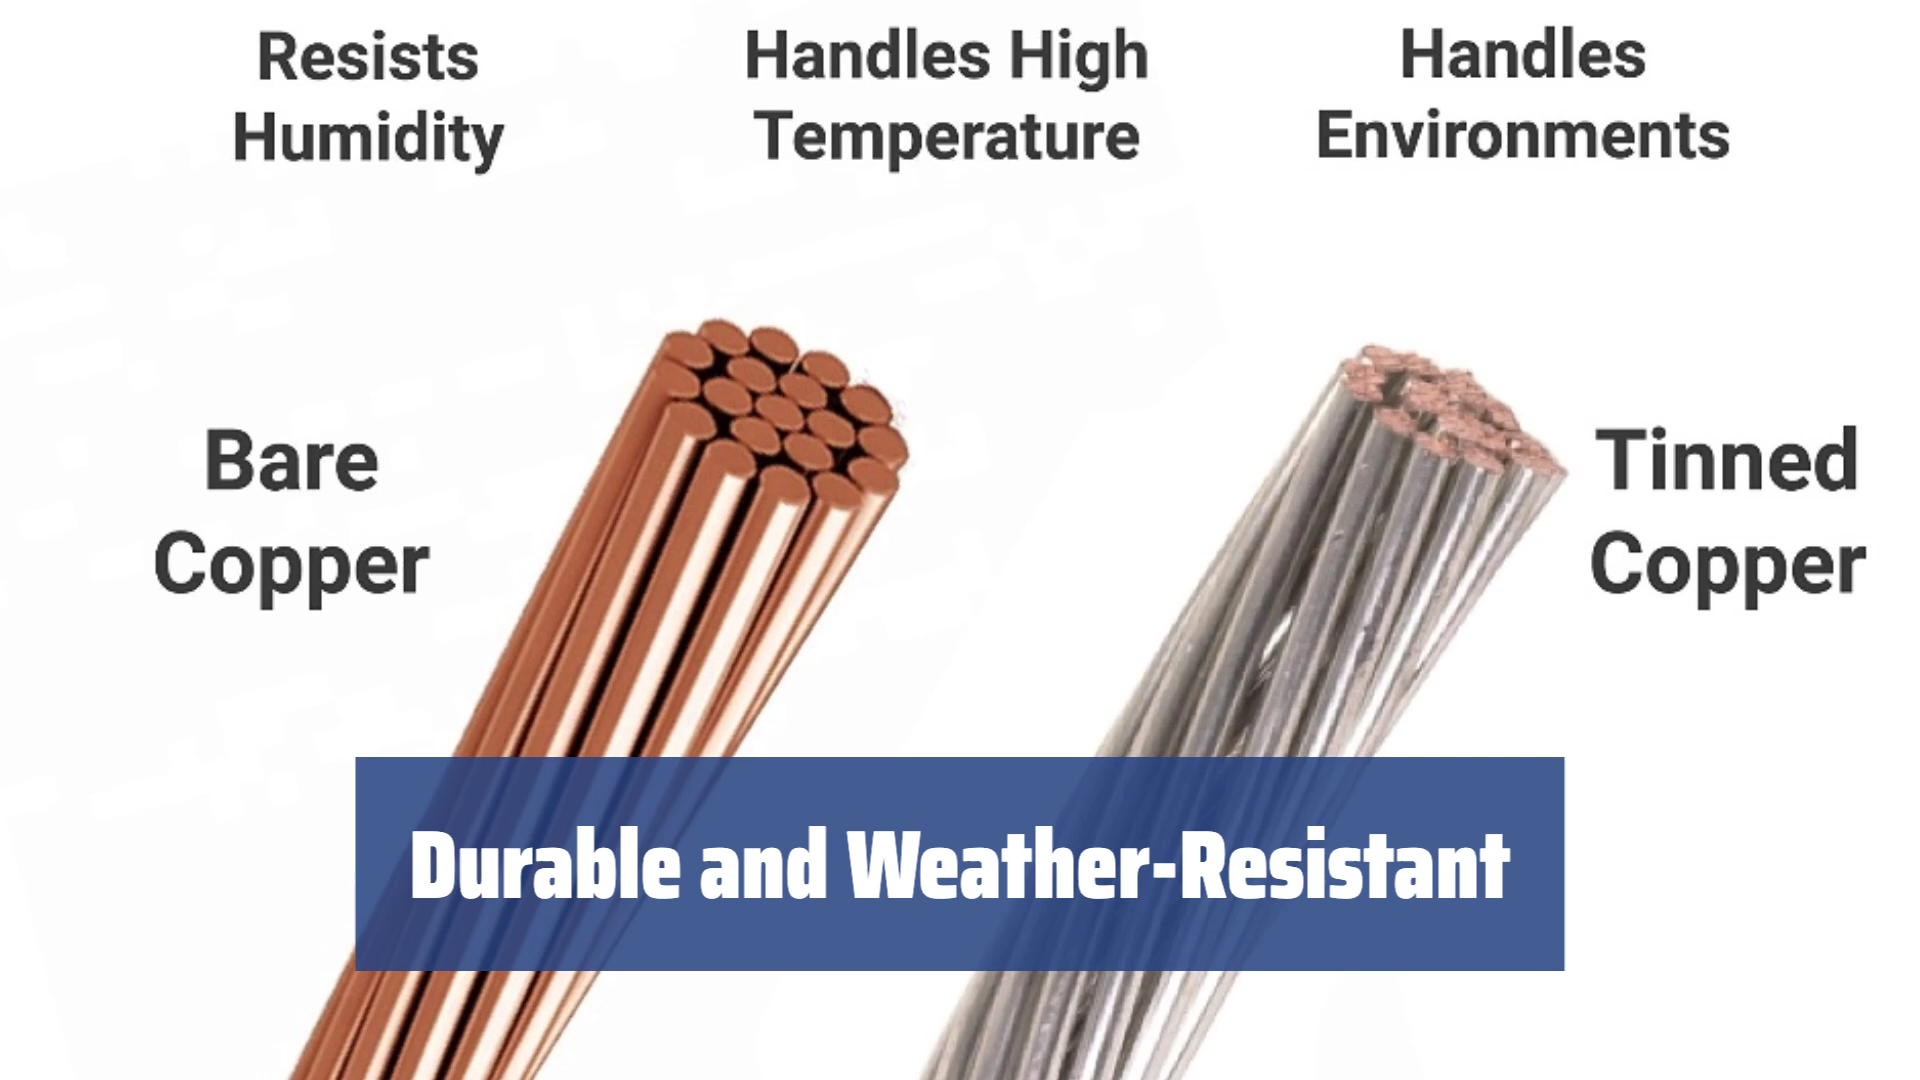 Resists
Humidity
Handles High
Temperature
Handles
Environments
Bare
Copper
Tinned
Copper
Durable and Weather-Resistant